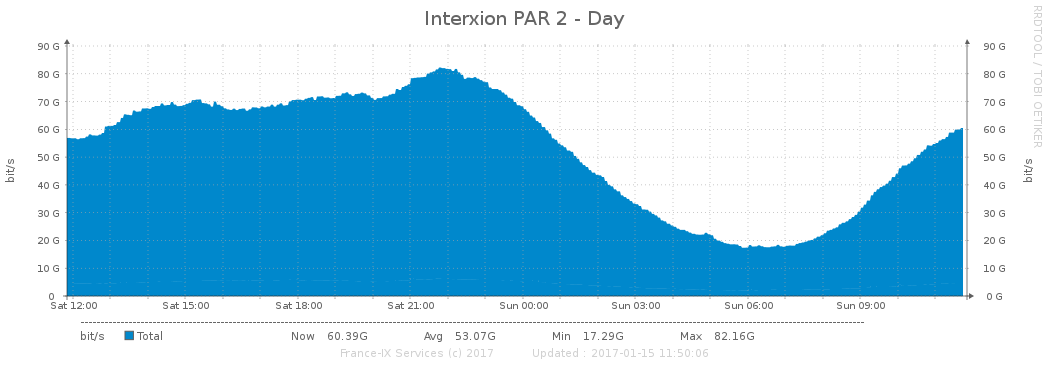 Interxion PAR 2 - Day
RRDTOOL / TOBI OETIKER
90 G 90 G
80 G 80 G
70 G 70 G
60 G 60 G
50 G 50 G
40 G 40 G
30 G 30 G
20 G 20 G
10 G 10 G
0 0 G
bit/s bit/s
Sat 12:00 Sat 15:00 Sat 18:00 Sat 21:00 Sun 00:00 Sun 03:00 Sun 06:00 Sun 09:00
bit/s Total Now 60.39G Avg 53.07G Min 17.29G Max 82.16G
France-IX Services (c) 2017 Updated : 2017-01-15 11:50:06